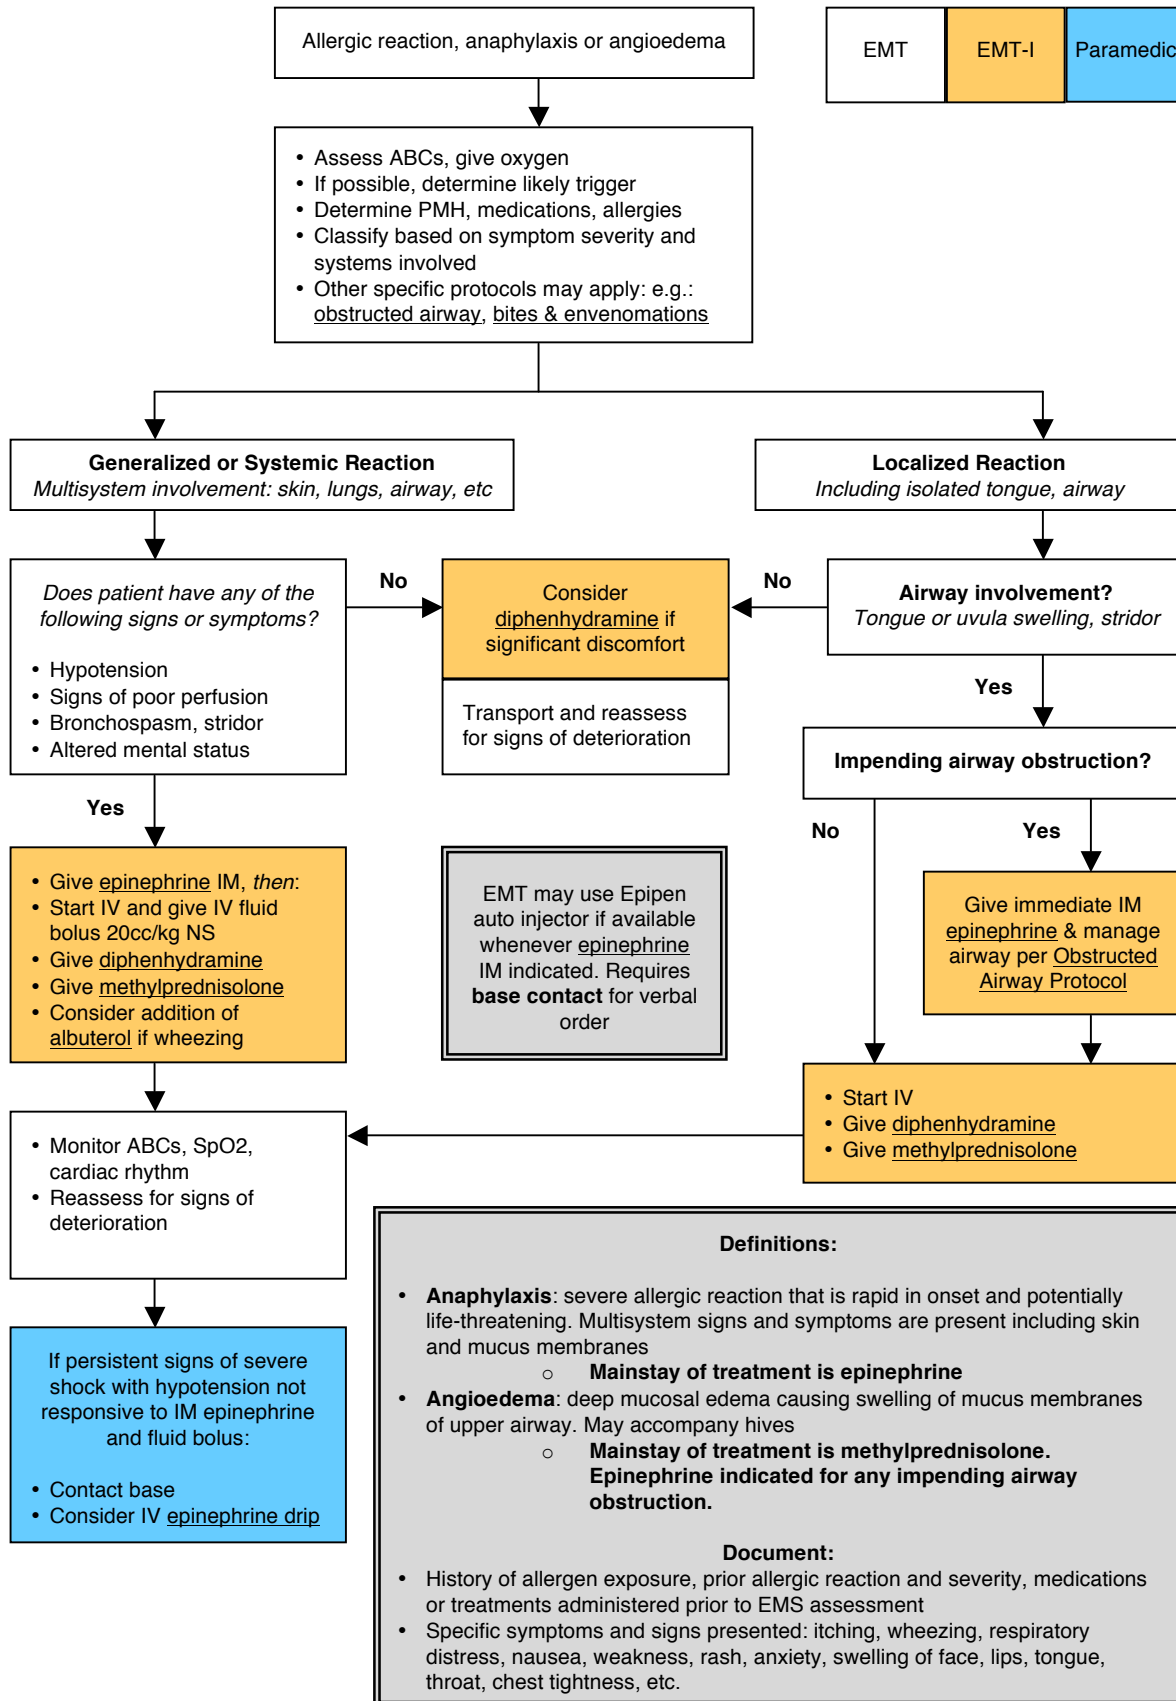 Allergic reaction, anaphylaxis or angioedema
EMT
EMT-I
Paramedic
• Assess ABCs, give oxygen
• If possible, determine likely trigger
• Determine PMH, medications, allergies
• Classify based on symptom severity and
systems involved
• Other specific protocols may apply: e.g.:
obstructed airway, bites & envenomations
Generalized or Systemic Reaction
Multisystem involvement: skin, lungs, airway, etc
Localized Reaction
Including isolated tongue, airway
Does patient have any of the
following signs or symptoms?
• Hypotension
• Signs of poor perfusion
• Bronchospasm, stridor
• Altered mental status
No
Consider
diphenhydramine if
significant discomfort
Transport and reassess
for signs of deterioration
No
Airway involvement?
Tongue or uvula swelling, stridor
Yes
Impending airway obstruction?
No
Yes
Yes
• Give epinephrine IM, then:
• Start IV and give IV fluid
bolus 20cc/kg NS
• Give diphenhydramine
• Give methylprednisolone
• Consider addition of
albuterol if wheezing
EMT may use Epipen
auto injector if available
whenever epinephrine
IM indicated. Requires
base contact for verbal
order
Give immediate IM
epinephrine & manage
airway per Obstructed
Airway Protocol
• Start IV
• Give diphenhydramine
• Give methylprednisolone
• Monitor ABCs, SpO2,
cardiac rhythm
• Reassess for signs of
deterioration
If persistent signs of severe
shock with hypotension not
responsive to IM epinephrine
and fluid bolus:
• Contact base
• Consider IV epinephrine drip
Definitions:
• Anaphylaxis: severe allergic reaction that is rapid in onset and potentially
life-threatening. Multisystem signs and symptoms are present including skin
and mucus membranes
o Mainstay of treatment is epinephrine
• Angioedema: deep mucosal edema causing swelling of mucus membranes
of upper airway. May accompany hives
o Mainstay of treatment is methylprednisolone.
Epinephrine indicated for any impending airway
obstruction.
Document:
• History of allergen exposure, prior allergic reaction and severity, medications
or treatments administered prior to EMS assessment
• Specific symptoms and signs presented: itching, wheezing, respiratory
distress, nausea, weakness, rash, anxiety, swelling of face, lips, tongue,
throat, chest tightness, etc.